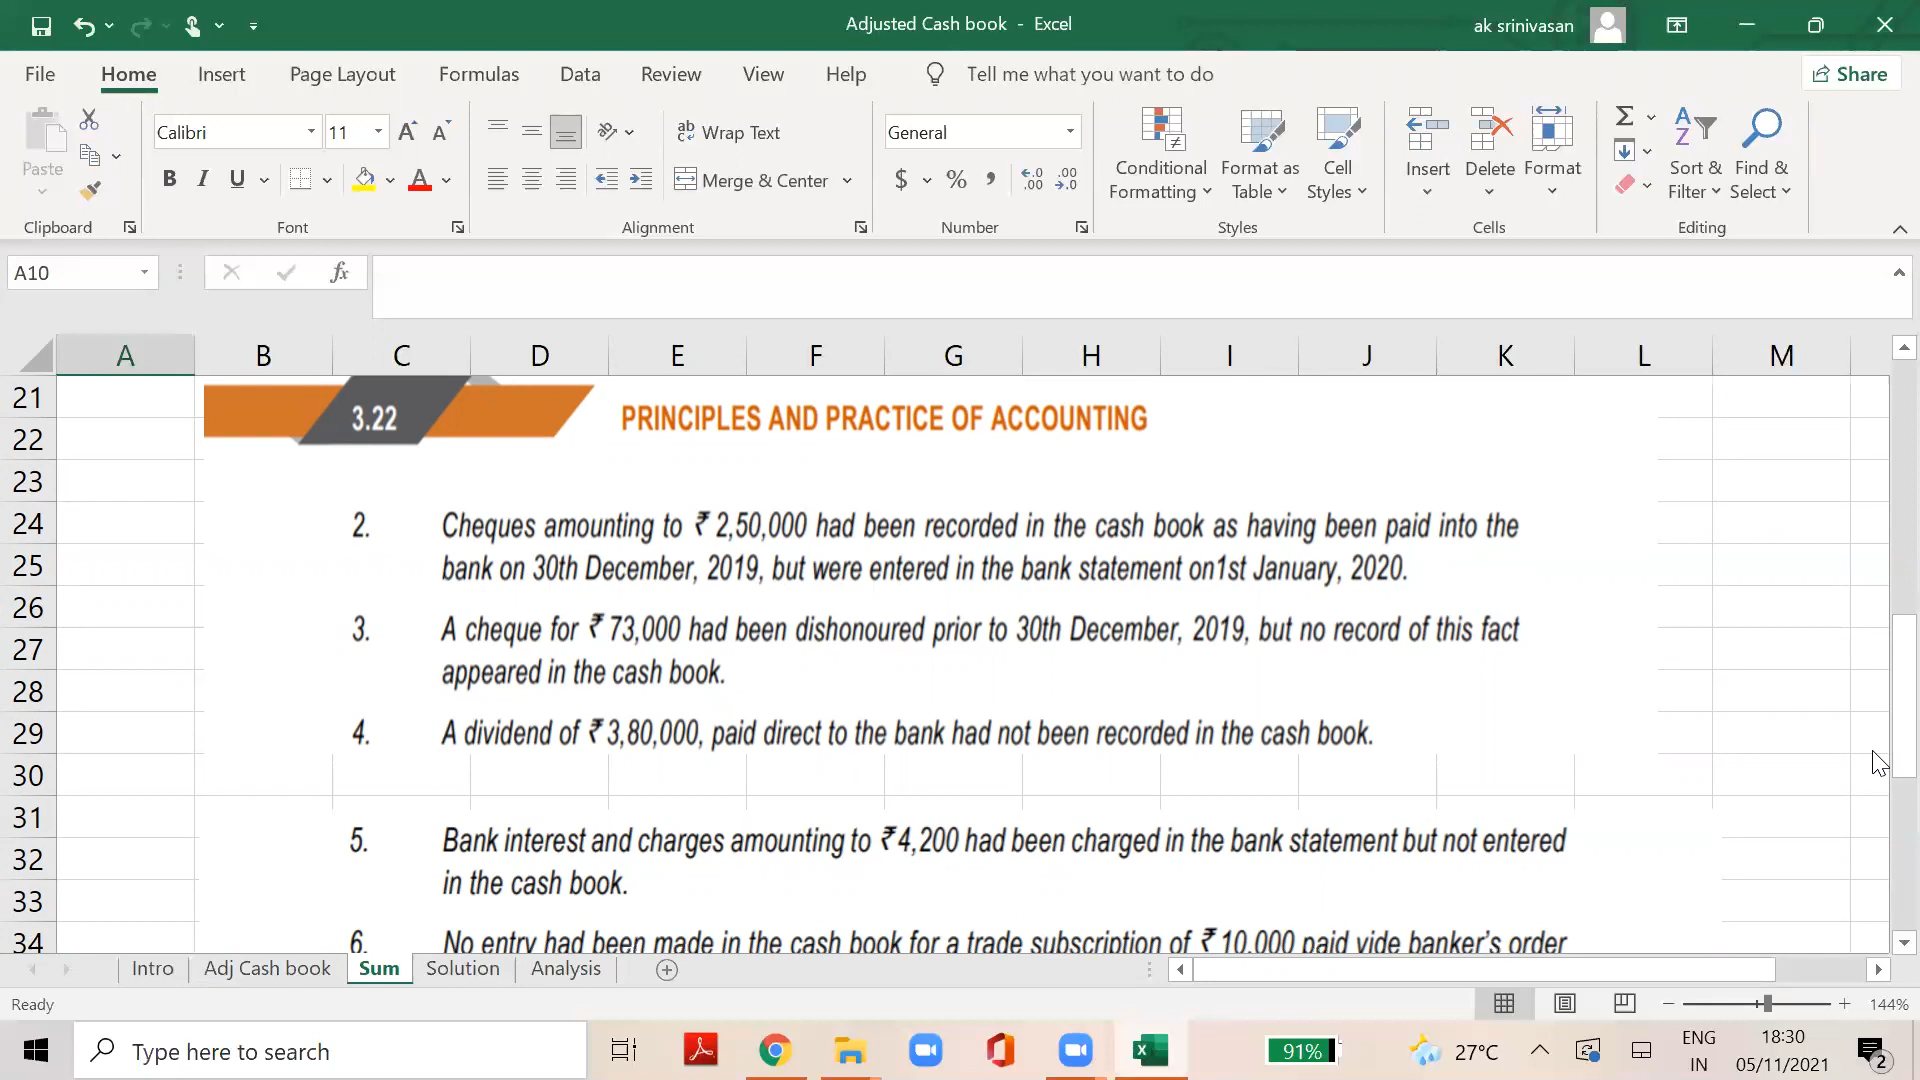 Adjusted Cash book - Excel
ak srinivasan
File Home Insert Page Layout Formulas Data Review View Help Tell me what you want to do Share
Paste
Calibri 11
Wrap Text
General
B I U
Merge & Center
$ % ,
Conditional Formatting
Format as Table
Cell Styles
Insert Delete Format
Sort & Filter
Find & Select
Clipboard Font Alignment Number Styles Cells Editing
A10 fx
A B C D E F G H I J K L M
21
22
23
24
25
26
27
28
29
30
31
32
33
34
3.22 PRINCIPLES AND PRACTICE OF ACCOUNTING
2. Cheques amounting to ₹ 2,50,000 had been recorded in the cash book as having been paid into the
bank on 30th December, 2019, but were entered in the bank statement on1st January, 2020.
3. A cheque for ₹ 73,000 had been dishonoured prior to 30th December, 2019, but no record of this fact
appeared in the cash book.
4. A dividend of ₹ 3,80,000, paid direct to the bank had not been recorded in the cash book.
5. Bank interest and charges amounting to ₹ 4,200 had been charged in the bank statement but not entered
in the cash book.
6. No entry had been made in the cash book for a trade subscription of ₹ 10,000 paid vide banker's order
Intro Adj Cash book Sum Solution Analysis
Ready
144%
Type here to search
91%
27°C
ENG
IN
18:30
05/11/2021
2